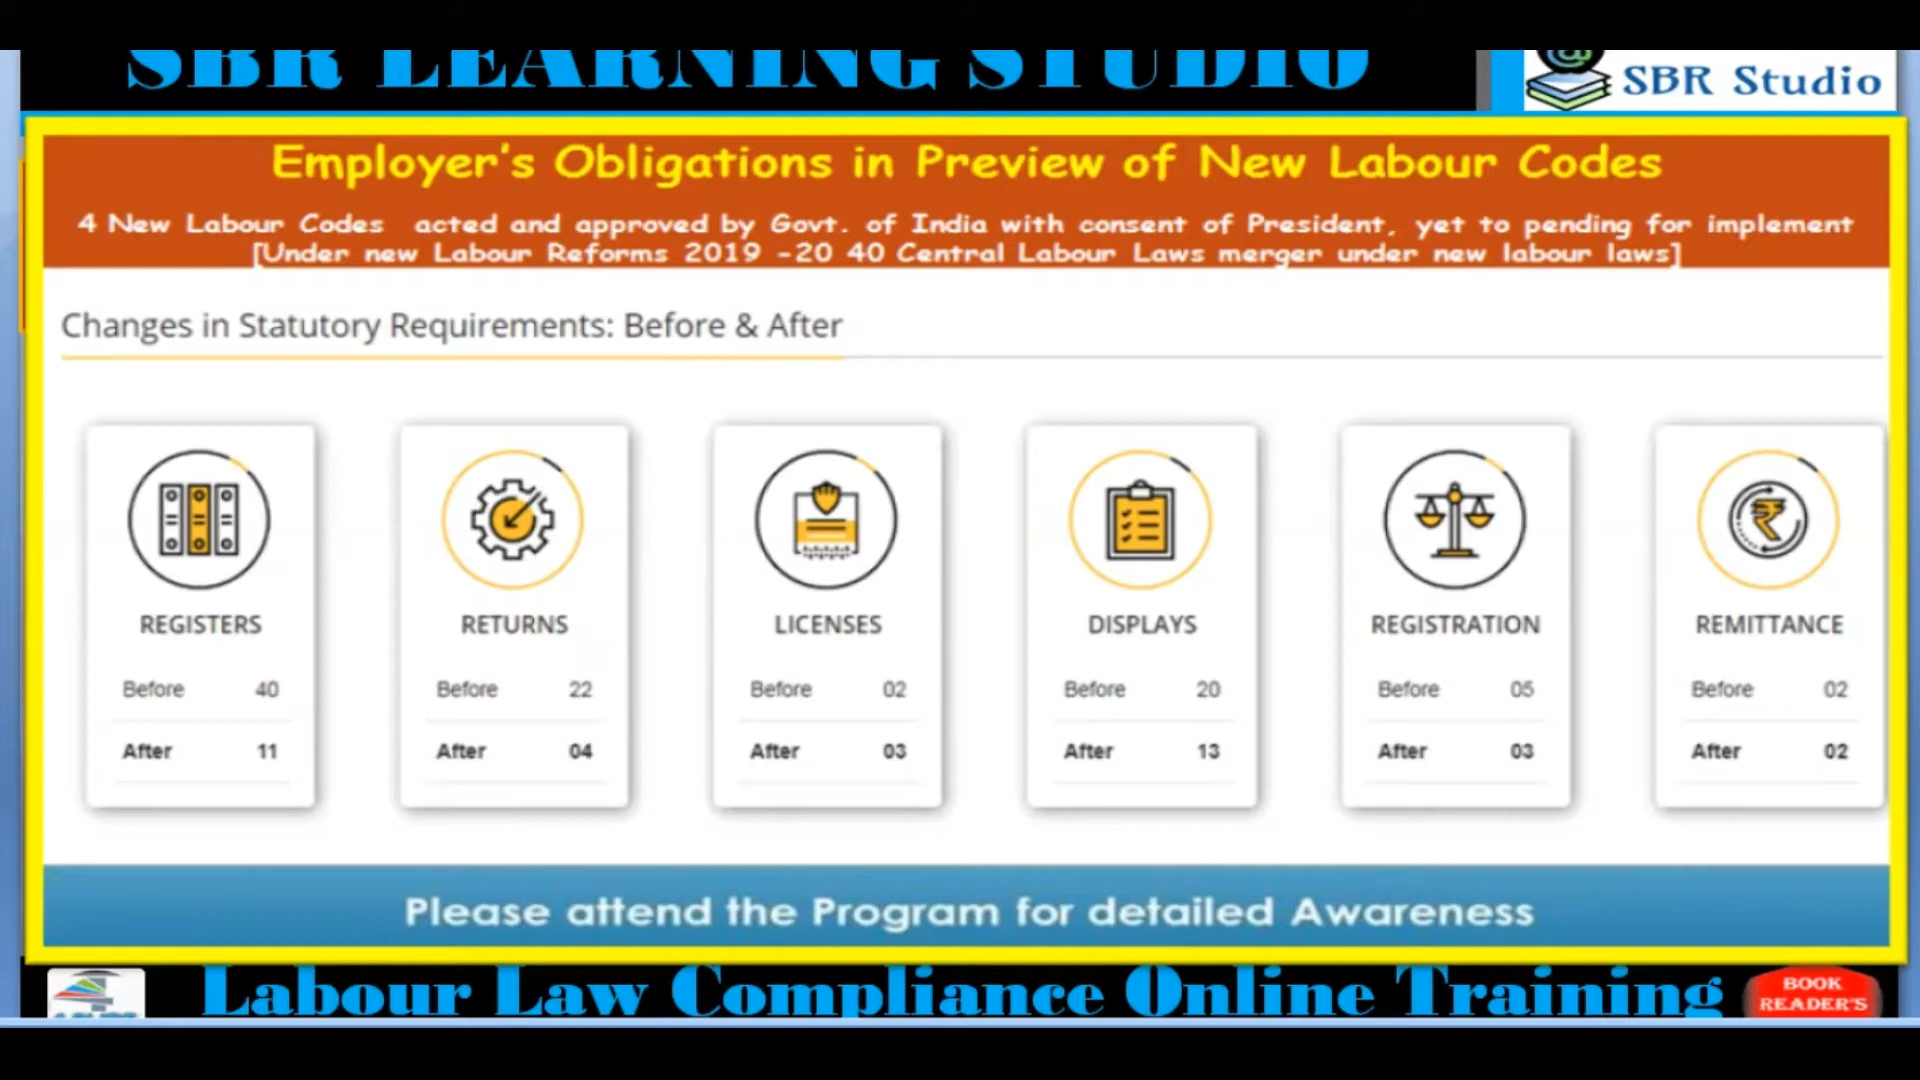 SBR LEARNING STUDIO
SBR Studio
Employer's Obligations in Preview of New Labour Codes
4 New Labour Codes acted and approved by Govt. of India with consent of President, yet to pending for implement
[Under new Labour Reforms 2019 -20 40 Central Labour Laws merger under new labour laws]
Changes in Statutory Requirements: Before & After
REGISTERS
Before 40
After 11
RETURNS
Before 22
After 04
LICENSES
Before 02
After 03
DISPLAYS
Before 20
After 13
REGISTRATION
Before 05
After 03
REMITTANCE
Before 02
After 02
Please attend the Program for detailed Awareness
Labour Law Compliance Online Training
BOOK
READER'S